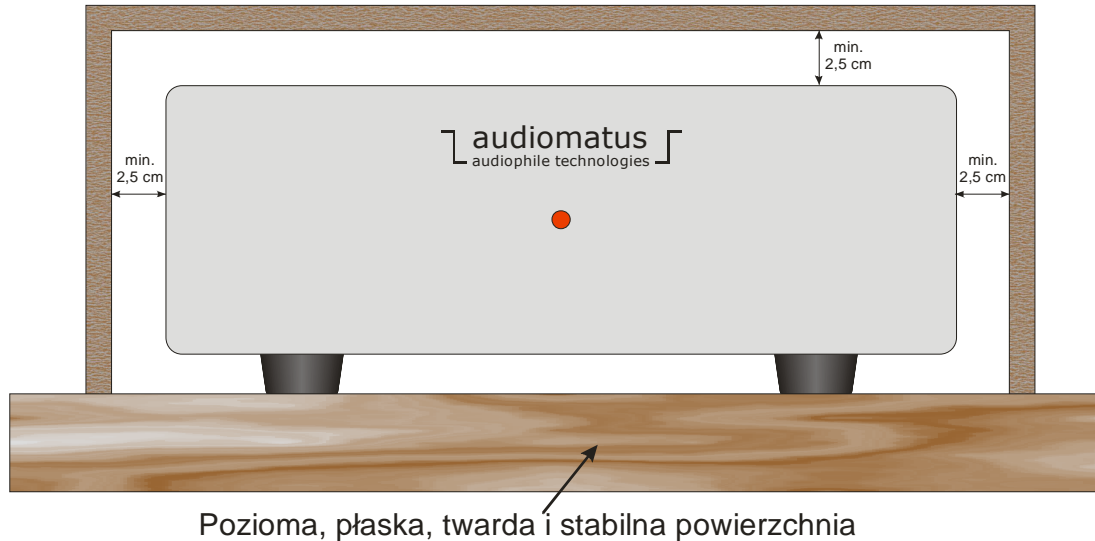 min.
2,5 cm
audiomatus
audiophile technologies
min.
2,5 cm
min.
2,5 cm
Pozioma, płaska, twarda i stabilna powierzchnia